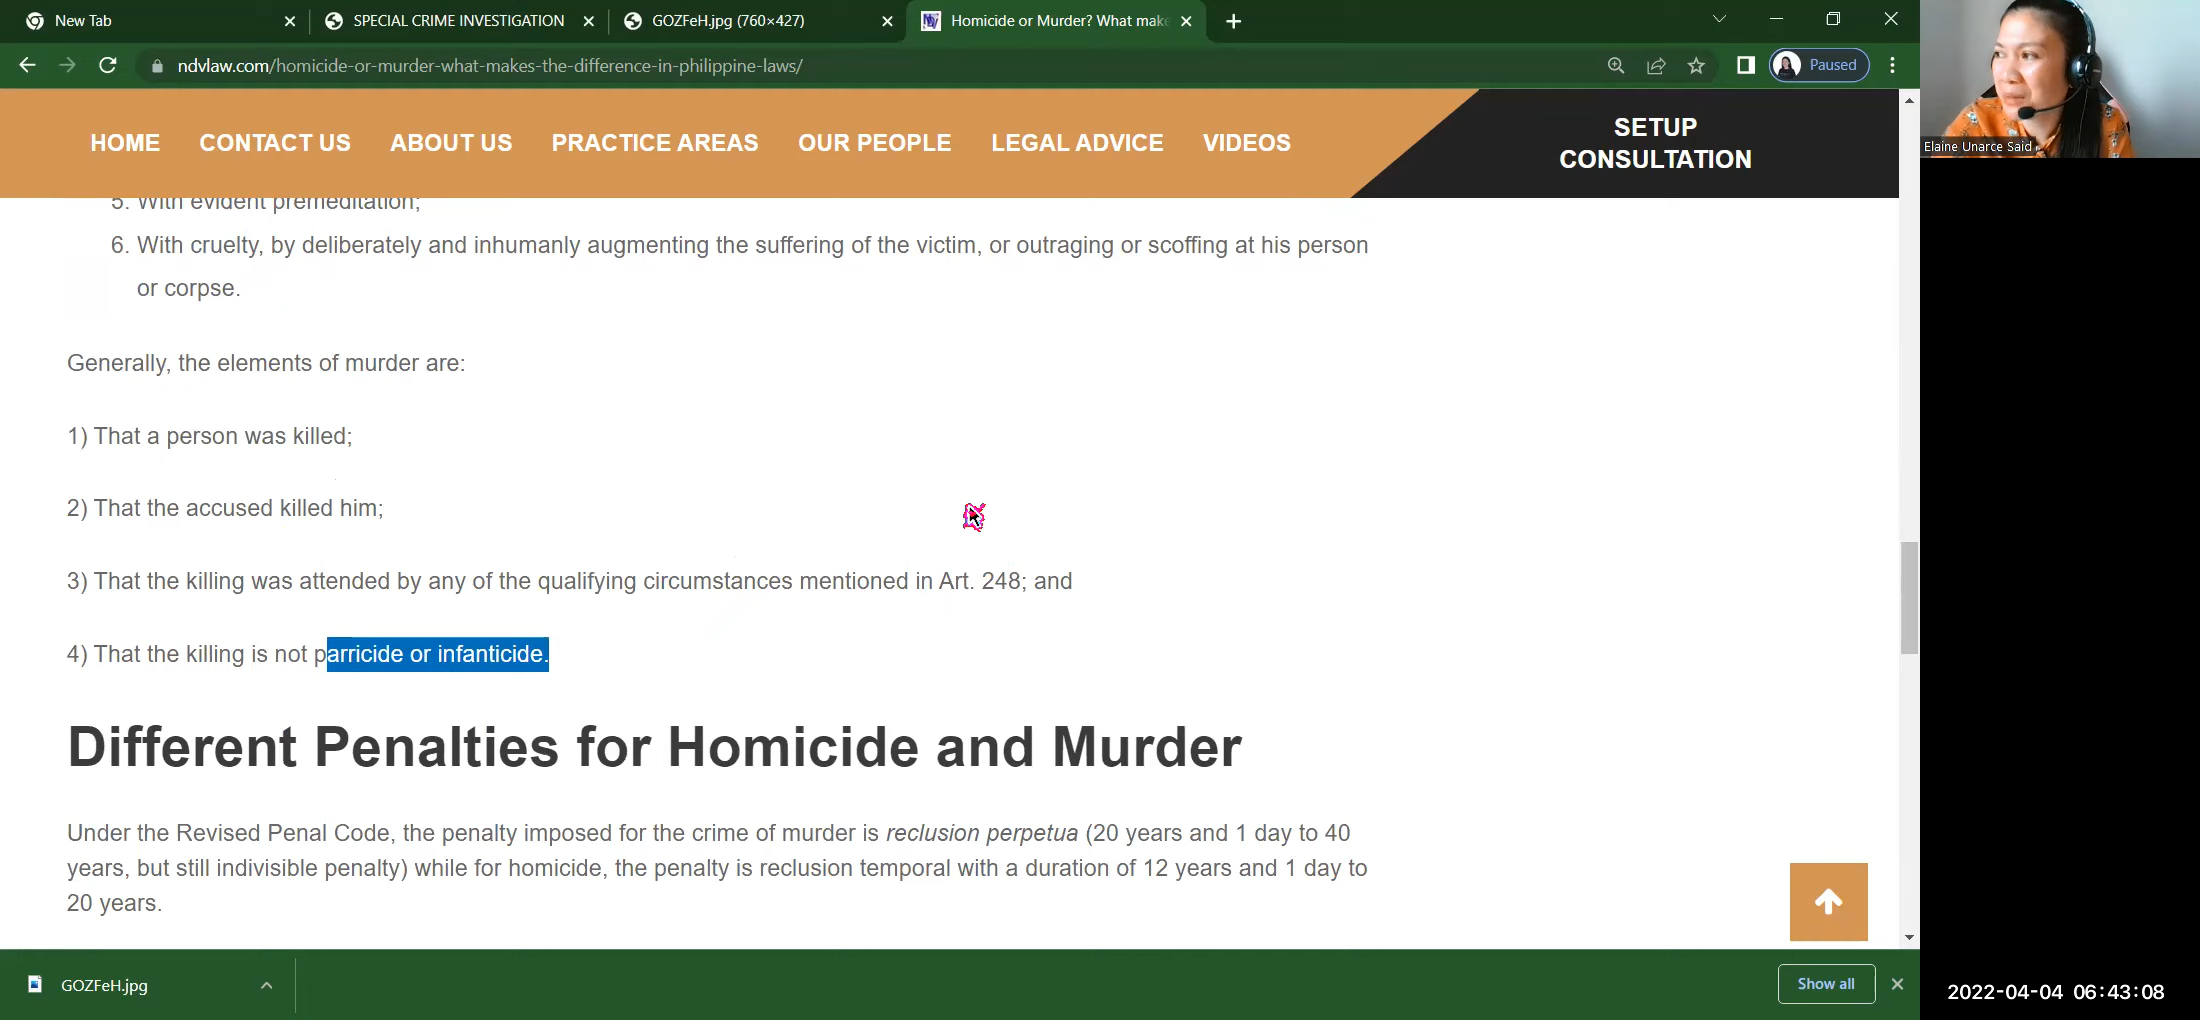 New Tab
SPECIAL CRIME INVESTIGATION
GOZFeH.jpg (760×427)
Homicide or Murder? What make
ndvlaw.com/homicide-or-murder-what-makes-the-difference-in-philippine-laws/
Paused
HOME CONTACT US ABOUT US PRACTICE AREAS OUR PEOPLE LEGAL ADVICE VIDEOS
SETUP
CONSULTATION
Elaine Unarce Said
5. With evident premeditation;
6. With cruelty, by deliberately and inhumanly augmenting the suffering of the victim, or outraging or scoffing at his person
or corpse.
Generally, the elements of murder are:
1) That a person was killed;
2) That the accused killed him;
3) That the killing was attended by any of the qualifying circumstances mentioned in Art. 248; and
4) That the killing is not parricide or infanticide.
Different Penalties for Homicide and Murder
Under the Revised Penal Code, the penalty imposed for the crime of murder is reclusion perpetua (20 years and 1 day to 40
years, but still indivisible penalty) while for homicide, the penalty is reclusion temporal with a duration of 12 years and 1 day to
20 years.
GOZFeH.jpg
Show all
2022-04-04 06:43:08